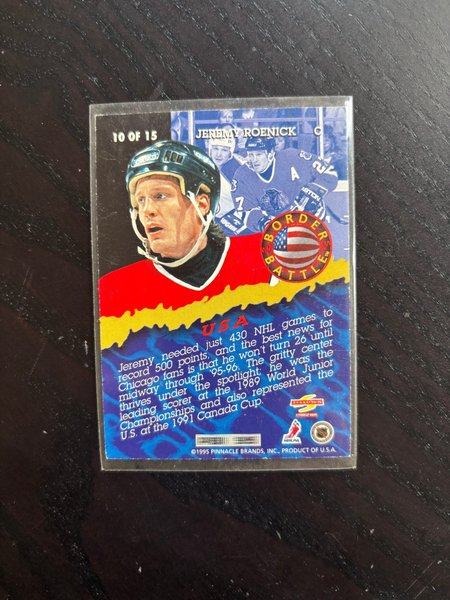 10 OF 15
JEREMY ROENICK C
BORDER
BATTLE
USA
Jeremy needed just 430 NHL games to
record 500 points, and the best news for
Chicago fans is that he won't turn 26 until
midway through '95-96. The gritty center
thrives under the spotlight; he was the
leading scorer at the 1989 World Junior
Championships and also represented the
U.S. at the 1991 Canada Cup.
©1995 PINNACLE BRANDS, INC., PRODUCT OF U.S.A.